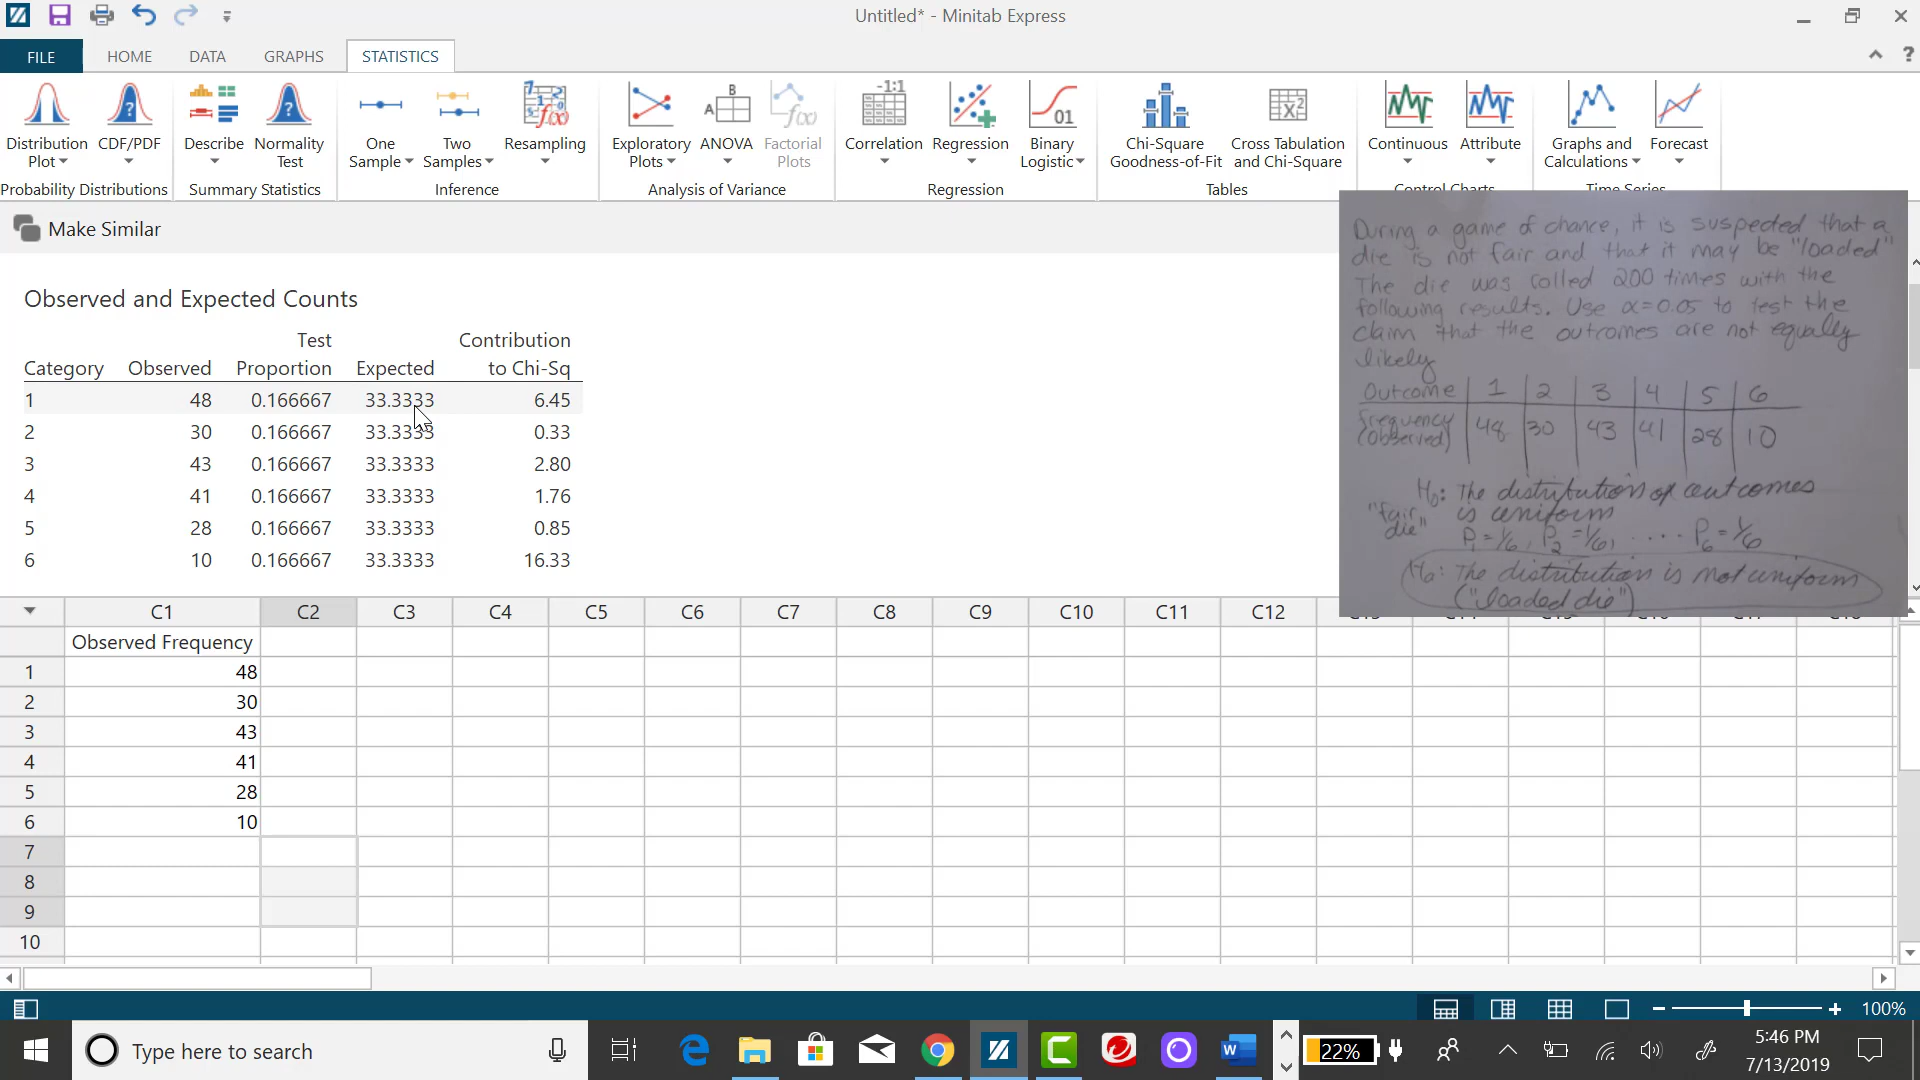 Untitled* - Minitab Express
FILE HOME DATA GRAPHS STATISTICS
Distribution Plot
CDF/PDF
Describe
Normality Test
One Sample
Two Samples
Resampling
Exploratory Plots
ANOVA
Factorial Plots
Correlation
Regression
Binary Logistic
Chi-Square Goodness-of-Fit
Cross Tabulation and Chi-Square
Continuous
Attribute
Graphs and Calculations
Forecast
Probability Distributions Summary Statistics Inference Analysis of Variance Regression Tables Control Charts Time Series
Make Similar
Observed and Expected Counts
Test Contribution
Category Observed Proportion Expected to Chi-Sq
1 48 0.166667 33.3333 6.45
2 30 0.166667 33.3333 0.33
3 43 0.166667 33.3333 2.80
4 41 0.166667 33.3333 1.76
5 28 0.166667 33.3333 0.85
6 10 0.166667 33.3333 16.33
During a game of chance, it is suspected that a
die is not fair and that it may be "loaded"
The die was rolled 200 times with the
following results. Use α=0.05 to test the
claim that the outcomes are not equally
likely
Outcome 1 2 3 4 5 6
frequency 48 30 43 41 28 10
(observed)
H₀: The distribution of outcomes
"fair is uniform
die" P₁=1/6, P₂=1/6, ..... P₆=1/6
Ha: The distribution is not uniform
("loaded die")
C1 C2 C3 C4 C5 C6 C7 C8 C9 C10 C11 C12
Observed Frequency
1 48
2 30
3 43
4 41
5 28
6 10
7
8
9
10
100%
Type here to search
22%
5:46 PM
7/13/2019